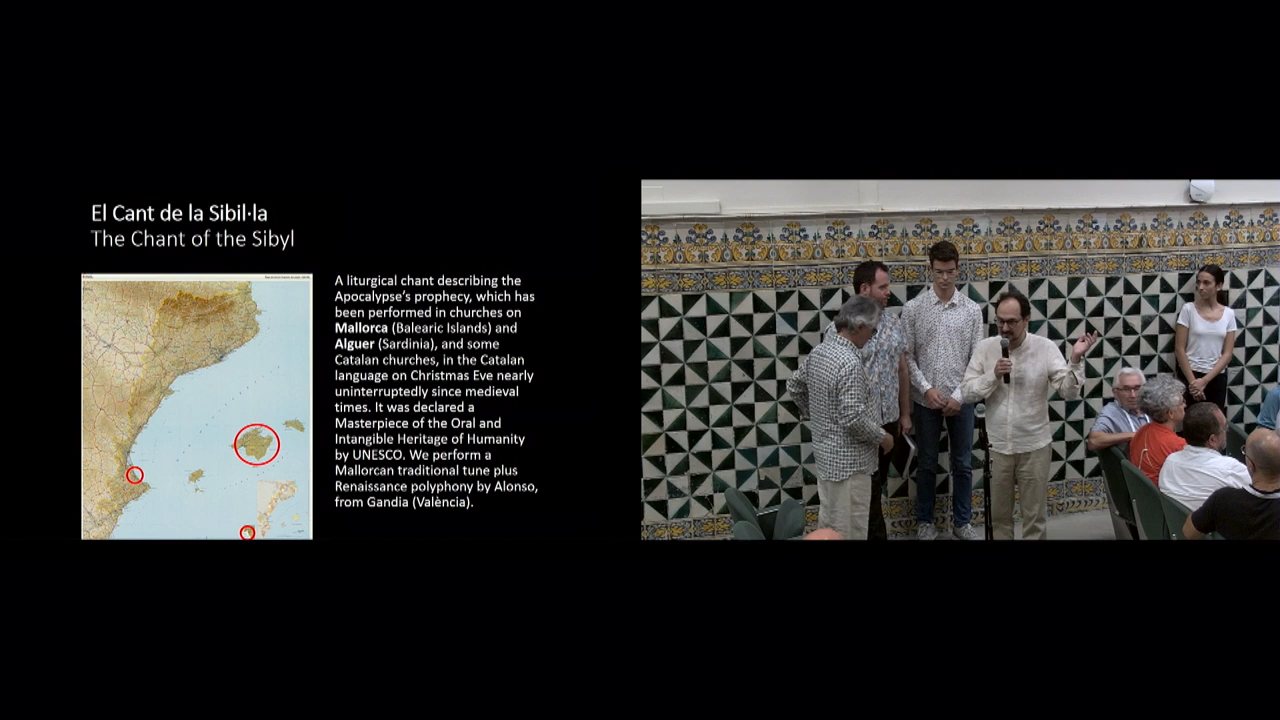 El Cant de la Sibil·la
The Chant of the Sibyl
A liturgical chant describing the
Apocalypse's prophecy, which has
been performed in churches on
Mallorca (Balearic Islands) and
Alguer (Sardinia), and some
Catalan churches, in the Catalan
language on Christmas Eve nearly
uninterruptedly since medieval
times. It was declared a
Masterpiece of the Oral and
Intangible Heritage of Humanity
by UNESCO. We perform a
Mallorcan traditional tune plus
Renaissance polyphony by Alonso,
from Gandia (València).